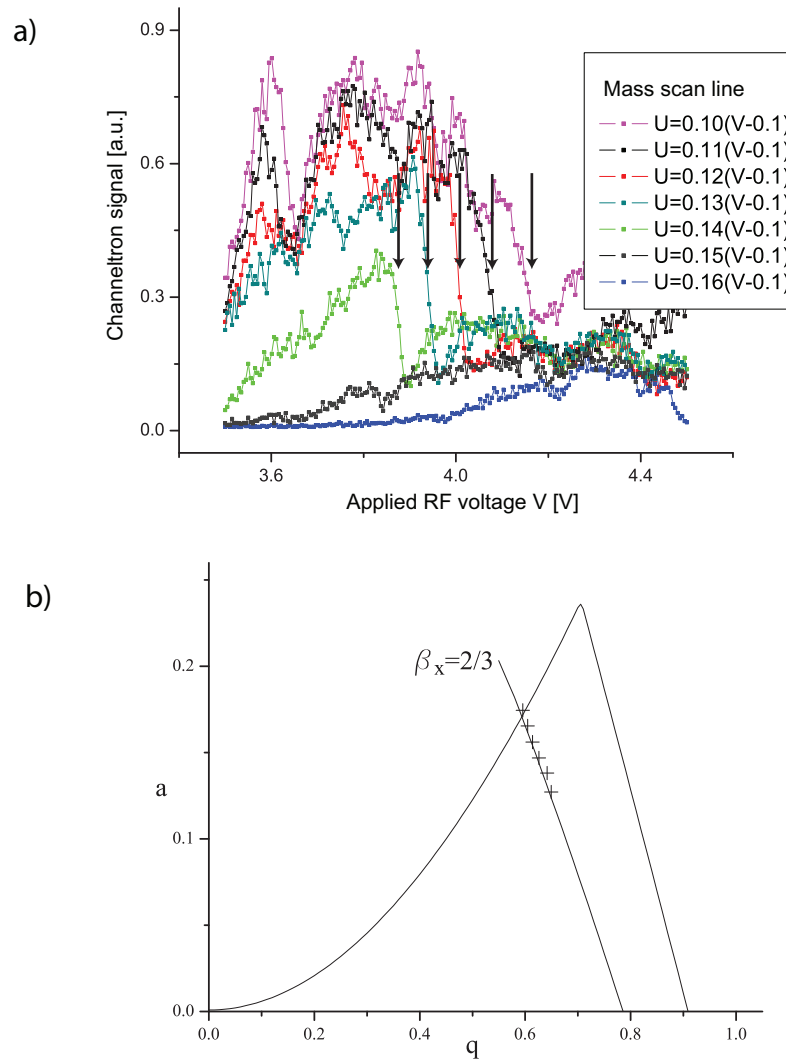 a)
0.9
0.6
0.3
0.0
Channeltron signal [a.u.]
3.6
4.0
4.4
Applied RF voltage V [V]
Mass scan line
U=0.10(V-0.1)
U=0.11(V-0.1)
U=0.12(V-0.1)
U=0.13(V-0.1)
U=0.14(V-0.1)
U=0.15(V-0.1)
U=0.16(V-0.1)
b)
βx=2/3
0.2
0.1
0.0
a
0.0
0.2
0.4
0.6
0.8
1.0
q